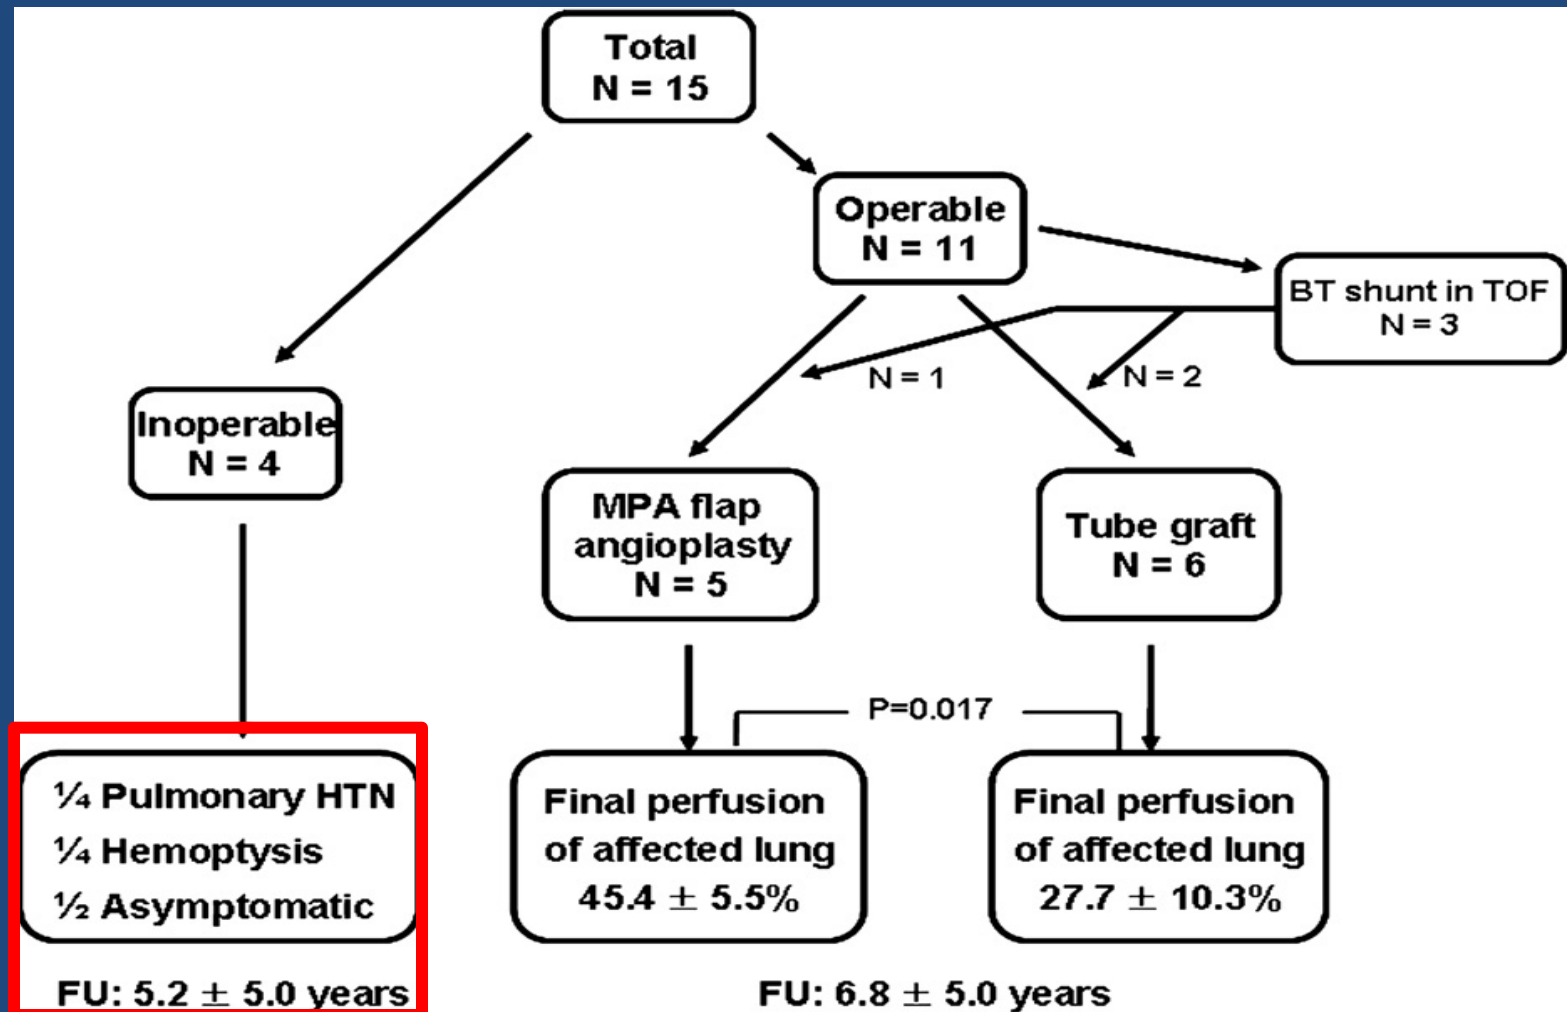 Total
N = 15
Operable
N = 11
BT shunt in TOF
N = 3
N = 1
N = 2
Inoperable
N = 4
MPA flap
angioplasty
N = 5
Tube graft
N = 6
P=0.017
¼ Pulmonary HTN
¼ Hemoptysis
½ Asymptomatic
Final perfusion
of affected lung
45.4 ± 5.5%
Final perfusion
of affected lung
27.7 ± 10.3%
FU: 5.2 ± 5.0 years
FU: 6.8 ± 5.0 years